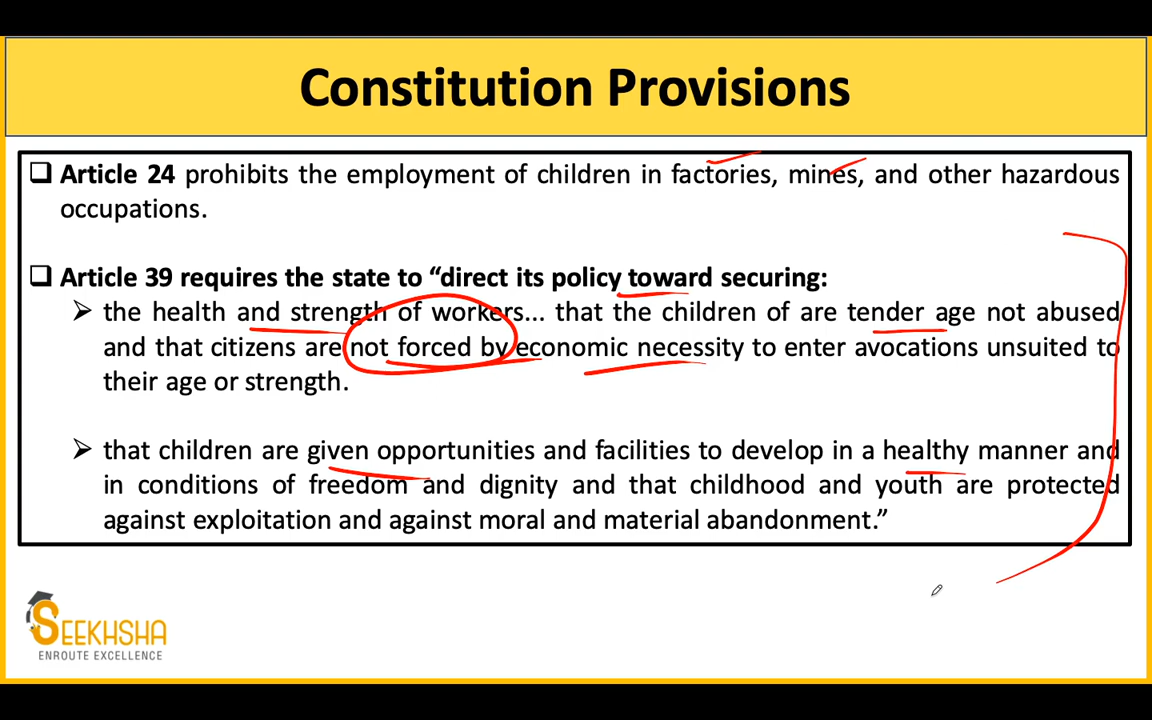 Constitution Provisions
❑ Article 24 prohibits the employment of children in factories, mines, and other hazardous
occupations.
❑ Article 39 requires the state to “direct its policy toward securing:
➢ the health and strength of workers... that the children of are tender age not abused
and that citizens are not forced by economic necessity to enter avocations unsuited to
their age or strength.
➢ that children are given opportunities and facilities to develop in a healthy manner and
in conditions of freedom and dignity and that childhood and youth are protected
against exploitation and against moral and material abandonment.”
SEEKHSHA
ENROUTE EXCELLENCE